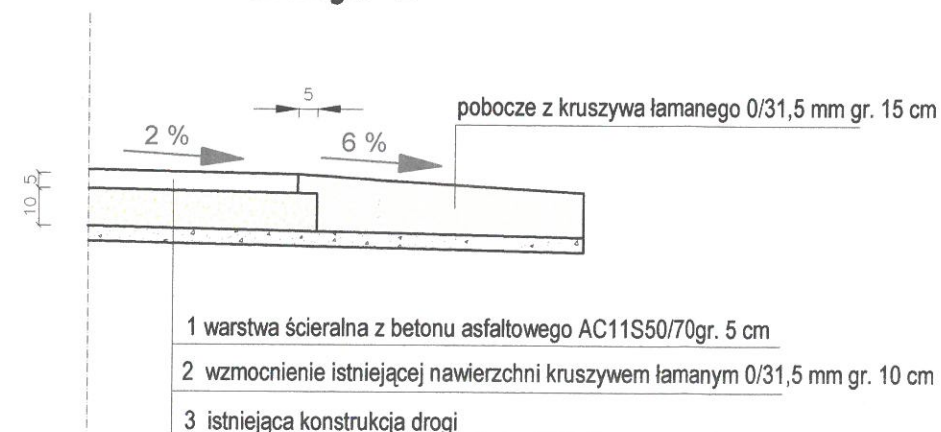 5
pobocze z kruszywa łamanego 0/31,5 mm gr. 15 cm
2 %
6 %
5
10
1 warstwa ścieralna z betonu asfaltowego AC11S50/70gr. 5 cm
2 wzmocnienie istniejącej nawierzchni kruszywem łamanym 0/31,5 mm gr. 10 cm
3 istniejąca konstrukcja drogi